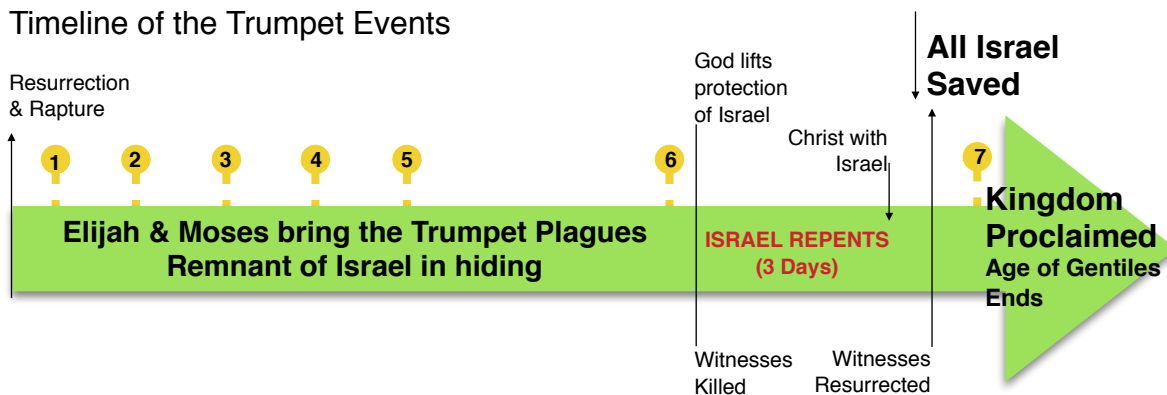 Timeline of the Trumpet Events
Resurrection
& Rapture
1
2
3
4
5
6
God lifts
protection
of Israel
Christ with
Israel
All Israel
Saved
7
Elijah & Moses bring the Trumpet Plagues
Remnant of Israel in hiding
ISRAEL REPENTS
(3 Days)
Kingdom
Proclaimed
Age of Gentiles
Ends
Witnesses
Killed
Witnesses
Resurrected